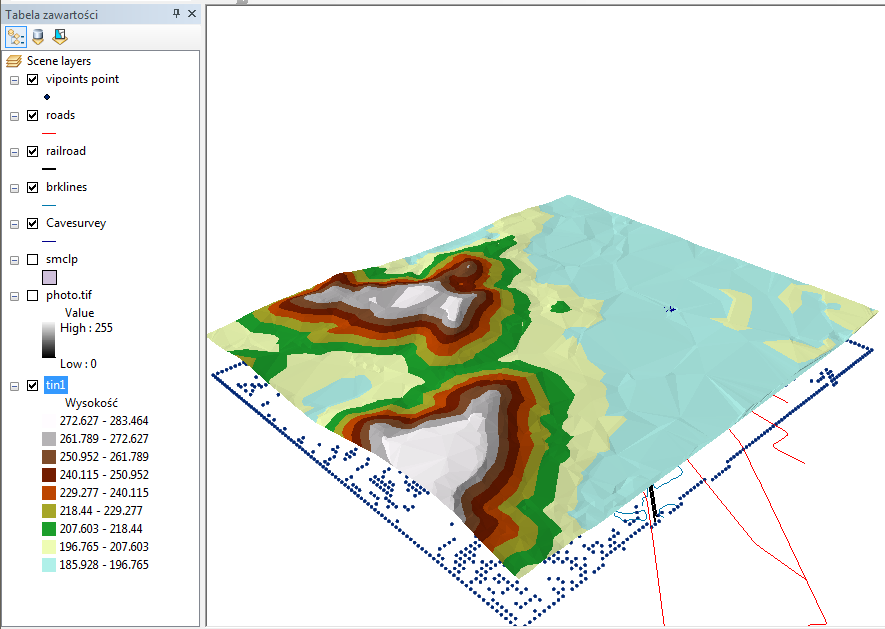 Tabela zawartości
Scene layers
vipoints point
roads
railroad
brklines
Cavesurvey
smclp
photo.tif
Value
High : 255
Low : 0
tin1
Wysokość
272.627 - 283.464
261.789 - 272.627
250.952 - 261.789
240.115 - 250.952
229.277 - 240.115
218.44 - 229.277
207.603 - 218.44
196.765 - 207.603
185.928 - 196.765